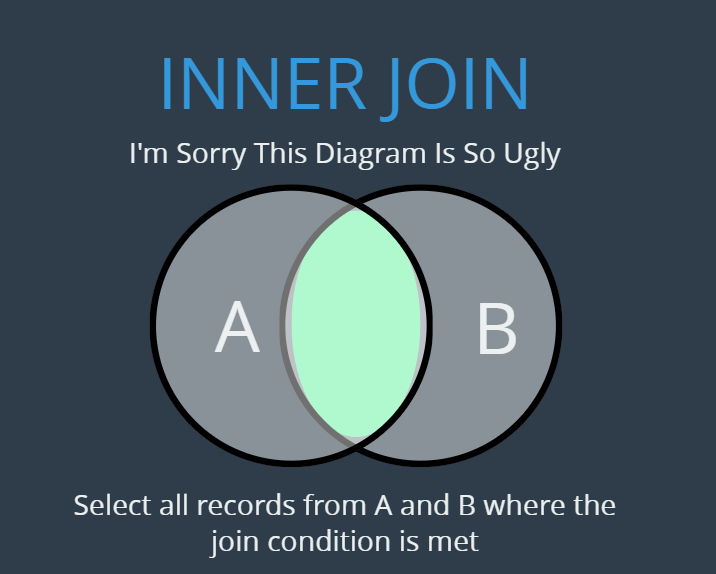 INNER JOIN
I'm Sorry This Diagram Is So Ugly
A B
Select all records from A and B where the
join condition is met